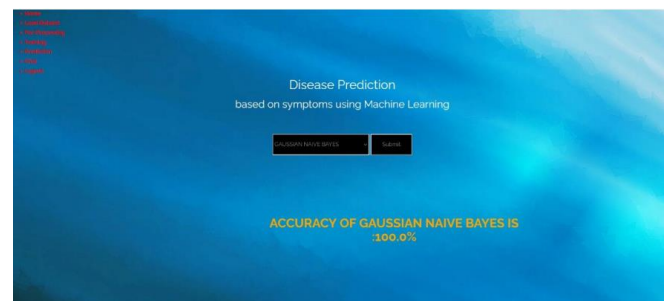 Disease Prediction
based on symptoms using Machine Learning
GAUSSIAN NAIVE BAYES
Submit
ACCURACY OF GAUSSIAN NAIVE BAYES IS
:100.0%